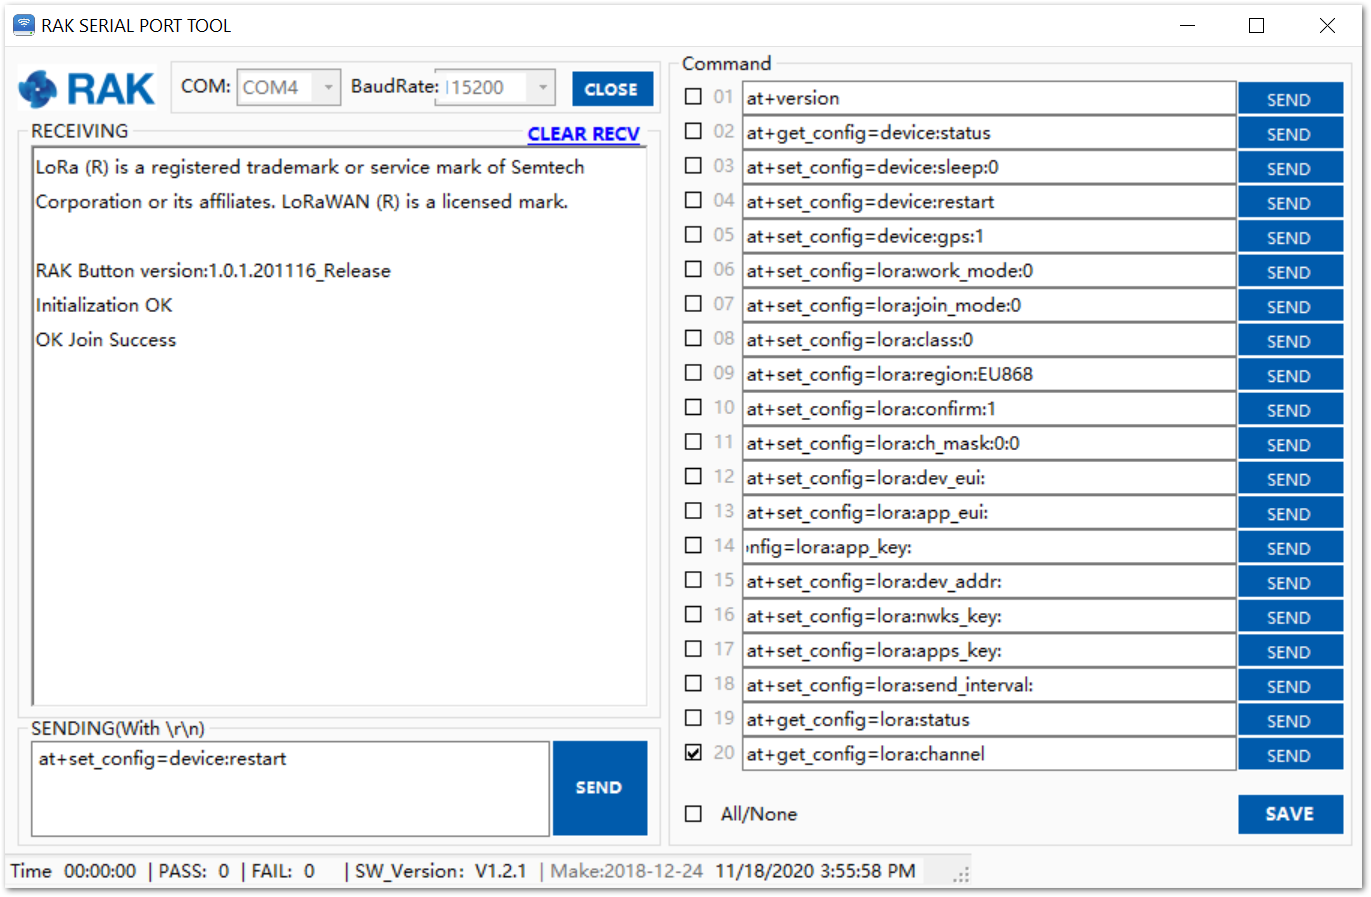 RAK SERIAL PORT TOOL
RAK
COM: COM4 BaudRate: 115200 CLOSE
RECEIVING
CLEAR RECV
LoRa (R) is a registered trademark or service mark of Semtech
Corporation or its affiliates. LoRaWAN (R) is a licensed mark.
RAK Button version:1.0.1.201116_Release
Initialization OK
OK Join Success
SENDING(With \r\n)
at+set_config=device:restart
SEND
Command
01 at+version SEND
02 at+get_config=device:status SEND
03 at+set_config=device:sleep:0 SEND
04 at+set_config=device:restart SEND
05 at+set_config=device:gps:1 SEND
06 at+set_config=lora:work_mode:0 SEND
07 at+set_config=lora:join_mode:0 SEND
08 at+set_config=lora:class:0 SEND
09 at+set_config=lora:region:EU868 SEND
10 at+set_config=lora:confirm:1 SEND
11 at+set_config=lora:ch_mask:0:0 SEND
12 at+set_config=lora:dev_eui: SEND
13 at+set_config=lora:app_eui: SEND
14 nfig=lora:app_key: SEND
15 at+set_config=lora:dev_addr: SEND
16 at+set_config=lora:nwks_key: SEND
17 at+set_config=lora:apps_key: SEND
18 at+set_config=lora:send_interval: SEND
19 at+get_config=lora:status SEND
20 at+get_config=lora:channel SEND
All/None SAVE
Time 00:00:00 | PASS: 0 | FAIL: 0 | SW_Version: V1.2.1 | Make:2018-12-24 11/18/2020 3:55:58 PM